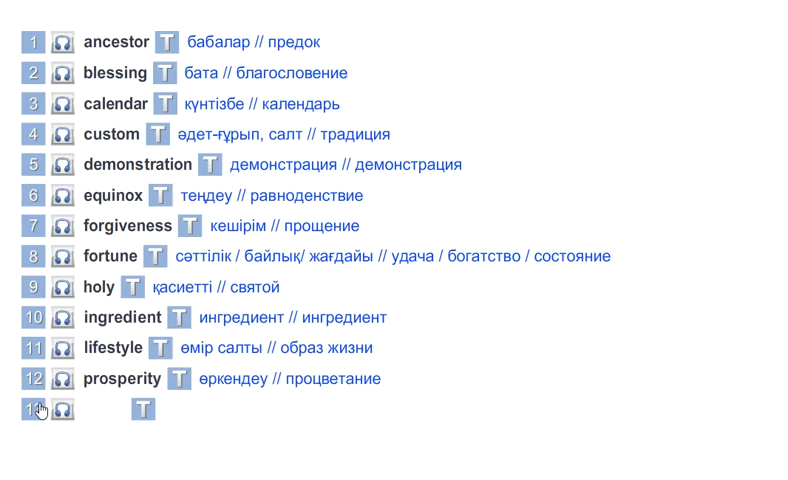 1 ancestor T бабалар // предок
2 blessing T бата // благословение
3 calendar T күнтізбе // календарь
4 custom T әдет-ғұрып, салт // традиция
5 demonstration T демонстрация // демонстрация
6 equinox T теңдеу // равноденствие
7 forgiveness T кешірім // прощение
8 fortune T сәттілік / байлық/ жағдайы // удача / богатство / состояние
9 holy T қасиетті // святой
10 ingredient T ингредиент // ингредиент
11 lifestyle T өмір салты // образ жизни
12 prosperity T өркендеу // процветание
T